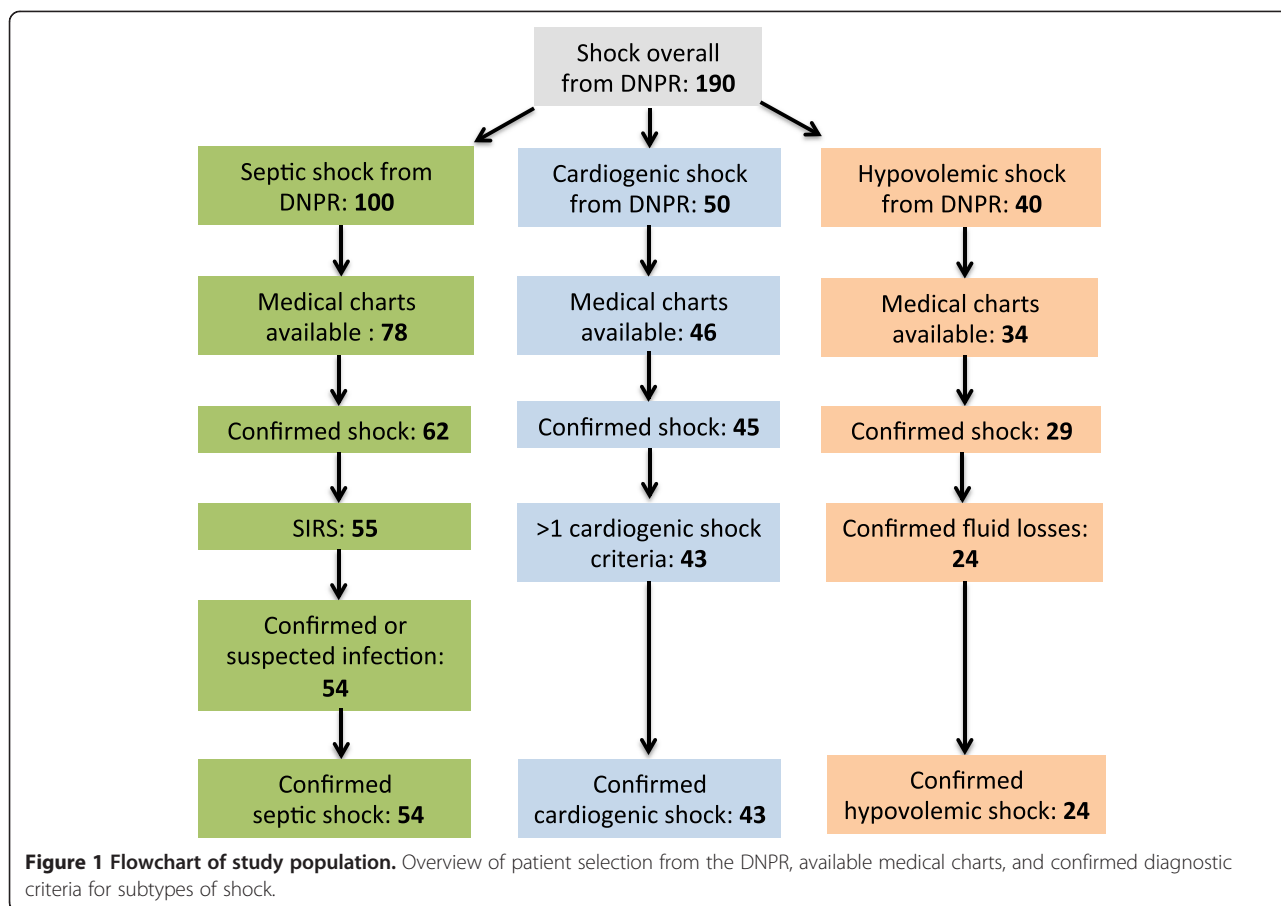 Shock overall
from DNPR: 190
Septic shock from
DNPR: 100
Cardiogenic shock
from DNPR: 50
Hypovolemic shock
from DNPR: 40
Medical charts
available : 78
Medical charts
available: 46
Medical charts
available: 34
Confirmed shock: 62
Confirmed shock: 45
Confirmed shock: 29
SIRS: 55
>1 cardiogenic shock
criteria: 43
Confirmed fluid losses:
24
Confirmed or
suspected infection:
54
Confirmed
septic shock: 54
Confirmed
cardiogenic shock: 43
Confirmed
hypovolemic shock: 24
Figure 1 Flowchart of study population. Overview of patient selection from the DNPR, available medical charts, and confirmed diagnostic
criteria for subtypes of shock.